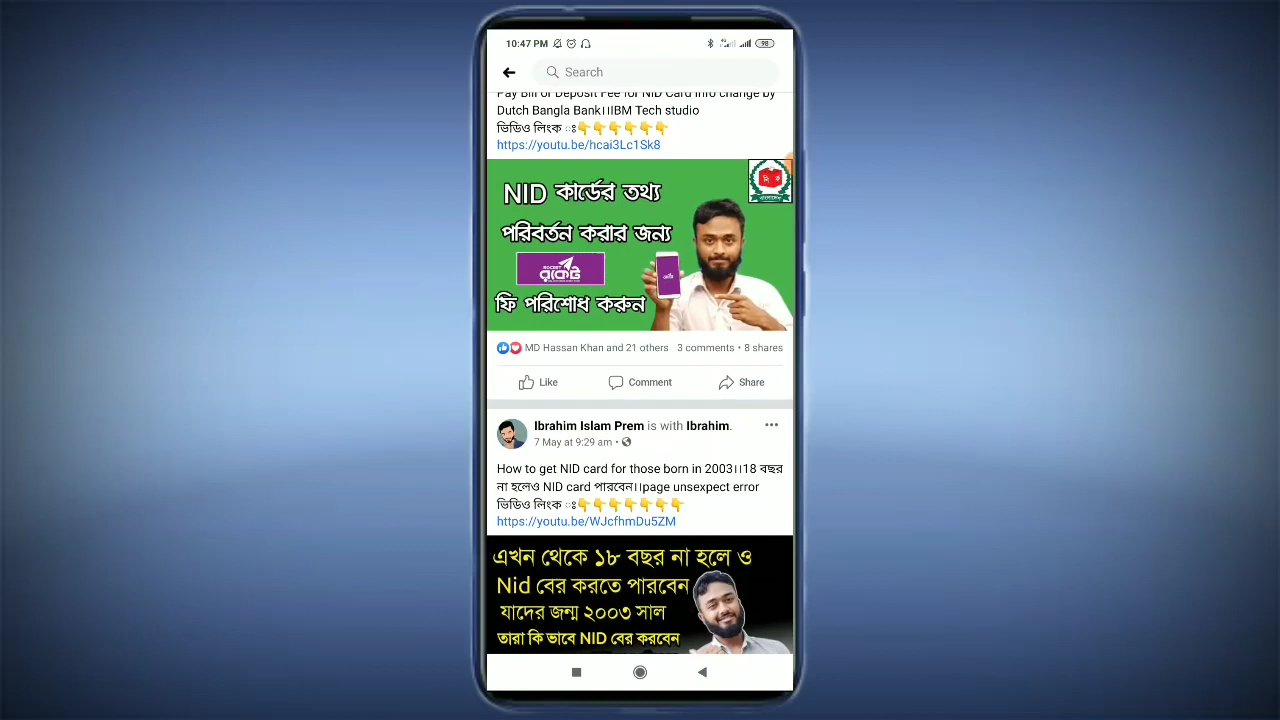 10:47 PM
98
Search
Pay Bill or Deposit Fee for NID Card info change by
Dutch Bangla Bank।।IBM Tech studio
ভিডিও লিংক ঃ👇👇👇👇👇👇
https://youtu.be/hcai3Lc1Sk8
NID কার্ডের তথ্য
পরিবর্তন করার জন্য
ROCKET
রকেট
ফি পরিশোধ করুন
MD Hassan Khan and 21 others 3 comments • 8 shares
Like Comment Share
Ibrahim Islam Prem is with Ibrahim.
7 May at 9:29 am •
How to get NID card for those born in 2003।।18 বছর
না হলেও NID card পারবেন।।page unsexpect error
ভিডিও লিংক ঃ👇👇👇👇👇👇👇
https://youtu.be/WJcfhmDu5ZM
এখন থেকে ১৮ বছর না হলে ও
Nid বের করতে পারবেন
যাদের জন্ম ২০০৩ সাল
তারা কি ভাবে NID বের করবেন